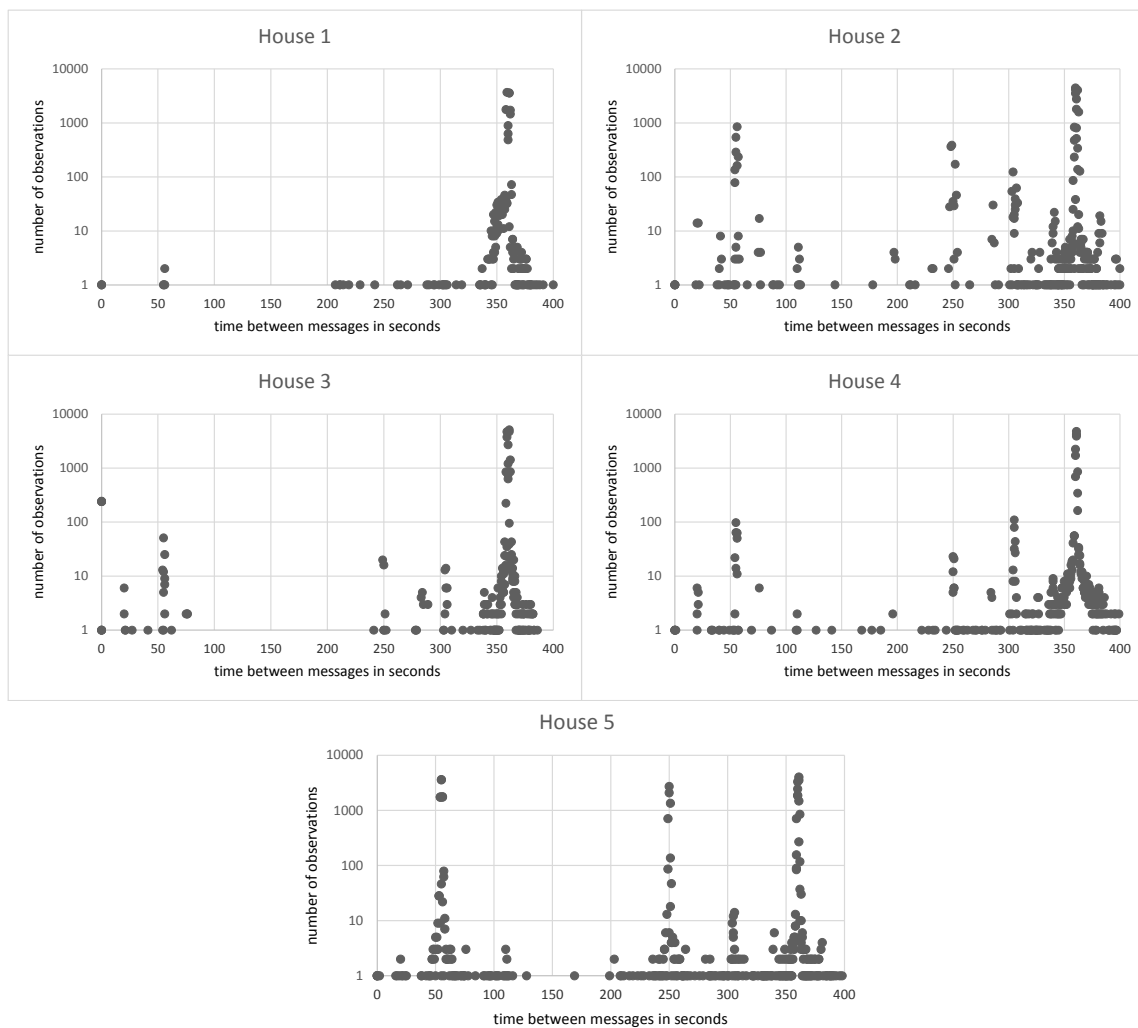 House 1
number of observations
10000
1000
100
10
1
0 50 100 150 200 250 300 350 400
time between messages in seconds
House 2
number of observations
10000
1000
100
10
1
0 50 100 150 200 250 300 350 400
time between messages in seconds
House 3
number of observations
10000
1000
100
10
1
0 50 100 150 200 250 300 350 400
time between messages in seconds
House 4
number of observations
10000
1000
100
10
1
0 50 100 150 200 250 300 350 400
time between messages in seconds
House 5
number of observations
10000
1000
100
10
1
0 50 100 150 200 250 300 350 400
time between messages in seconds